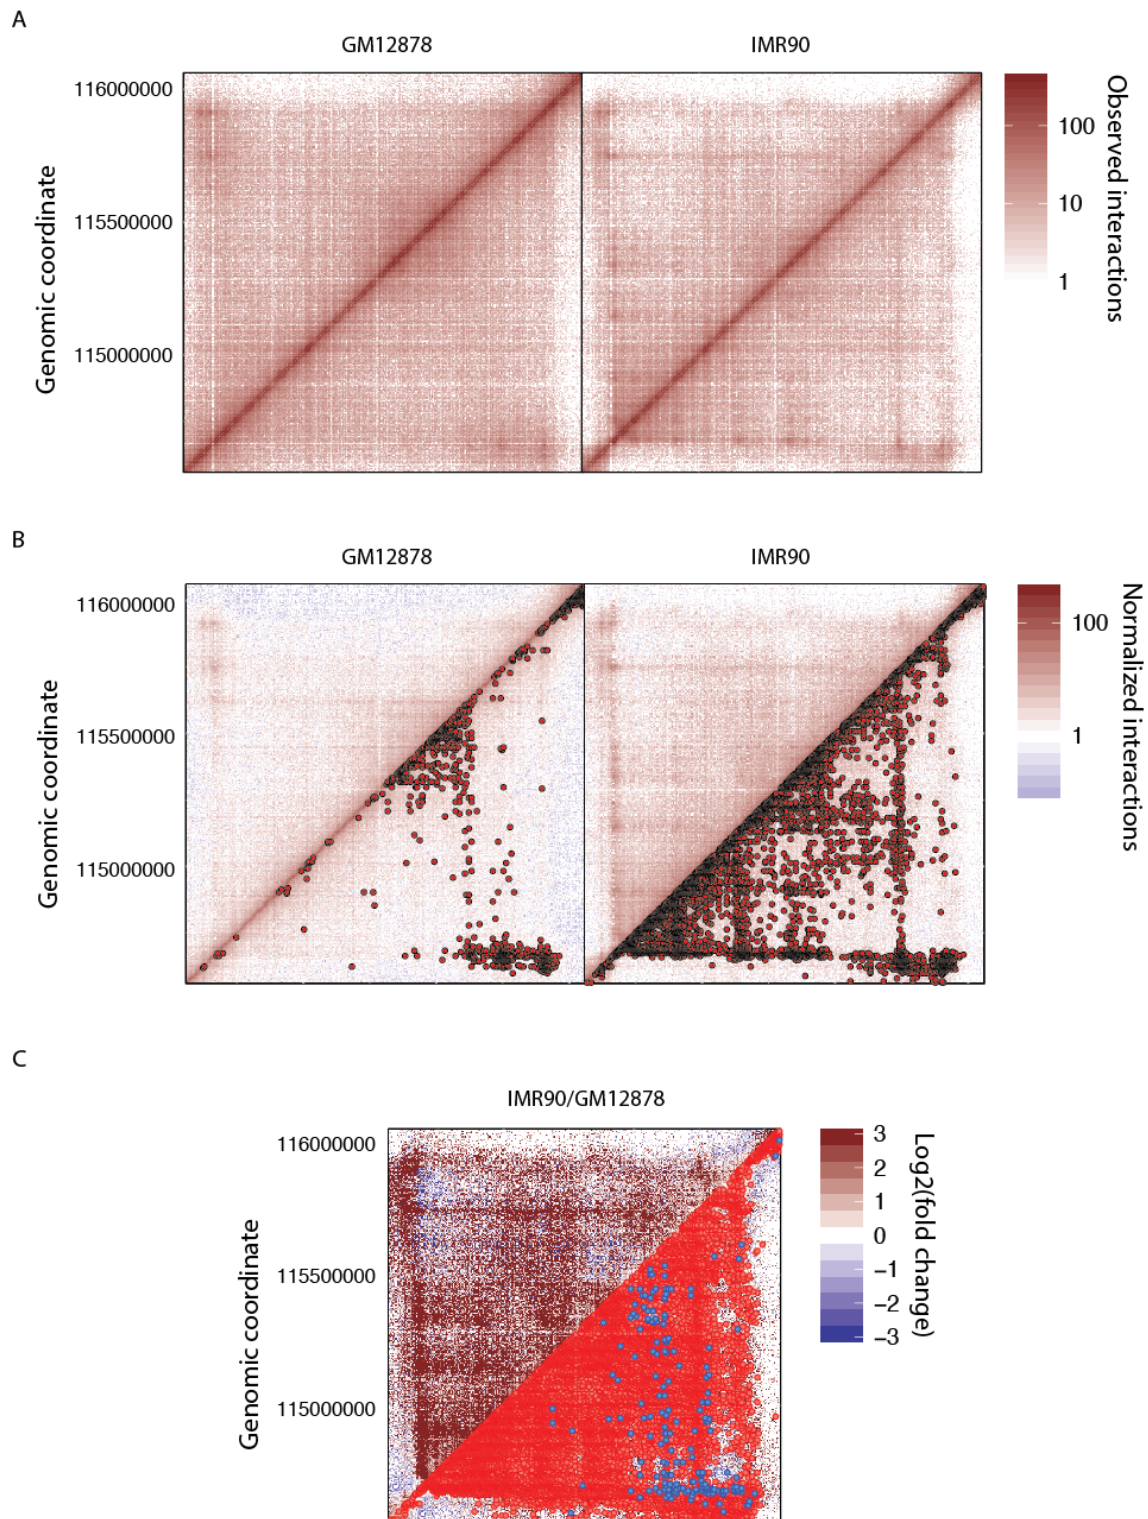 A
GM12878
IMR90
116000000
115500000
115000000
Genomic coordinate
100
10
1
Observed interactions
B
GM12878
IMR90
116000000
115500000
115000000
Genomic coordinate
100
1
Normalized interactions
C
IMR90/GM12878
116000000
115500000
115000000
Genomic coordinate
3
2
1
0
−1
−2
−3
Log2(fold change)